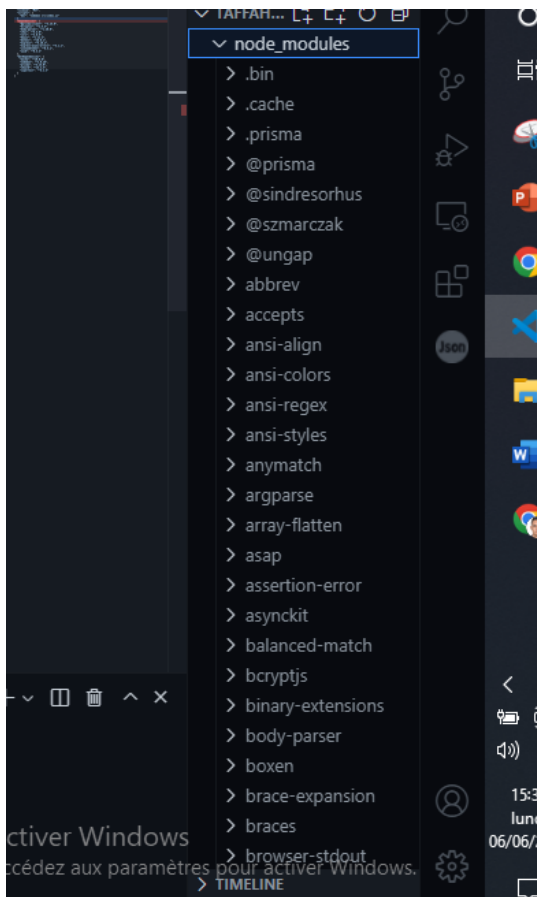 TAFFAH...
node_modules
.bin
.cache
.prisma
@prisma
@sindresorhus
@szmarczak
@ungap
abbrev
accepts
ansi-align
ansi-colors
ansi-regex
ansi-styles
anymatch
argparse
array-flatten
asap
assertion-error
asynckit
balanced-match
bcryptjs
binary-extensions
body-parser
boxen
brace-expansion
braces
browser-stdout
TIMELINE
Json
P
W
ctiver Windows
ccédez aux paramètres pour activer Windows.
15:3
lund
06/06/